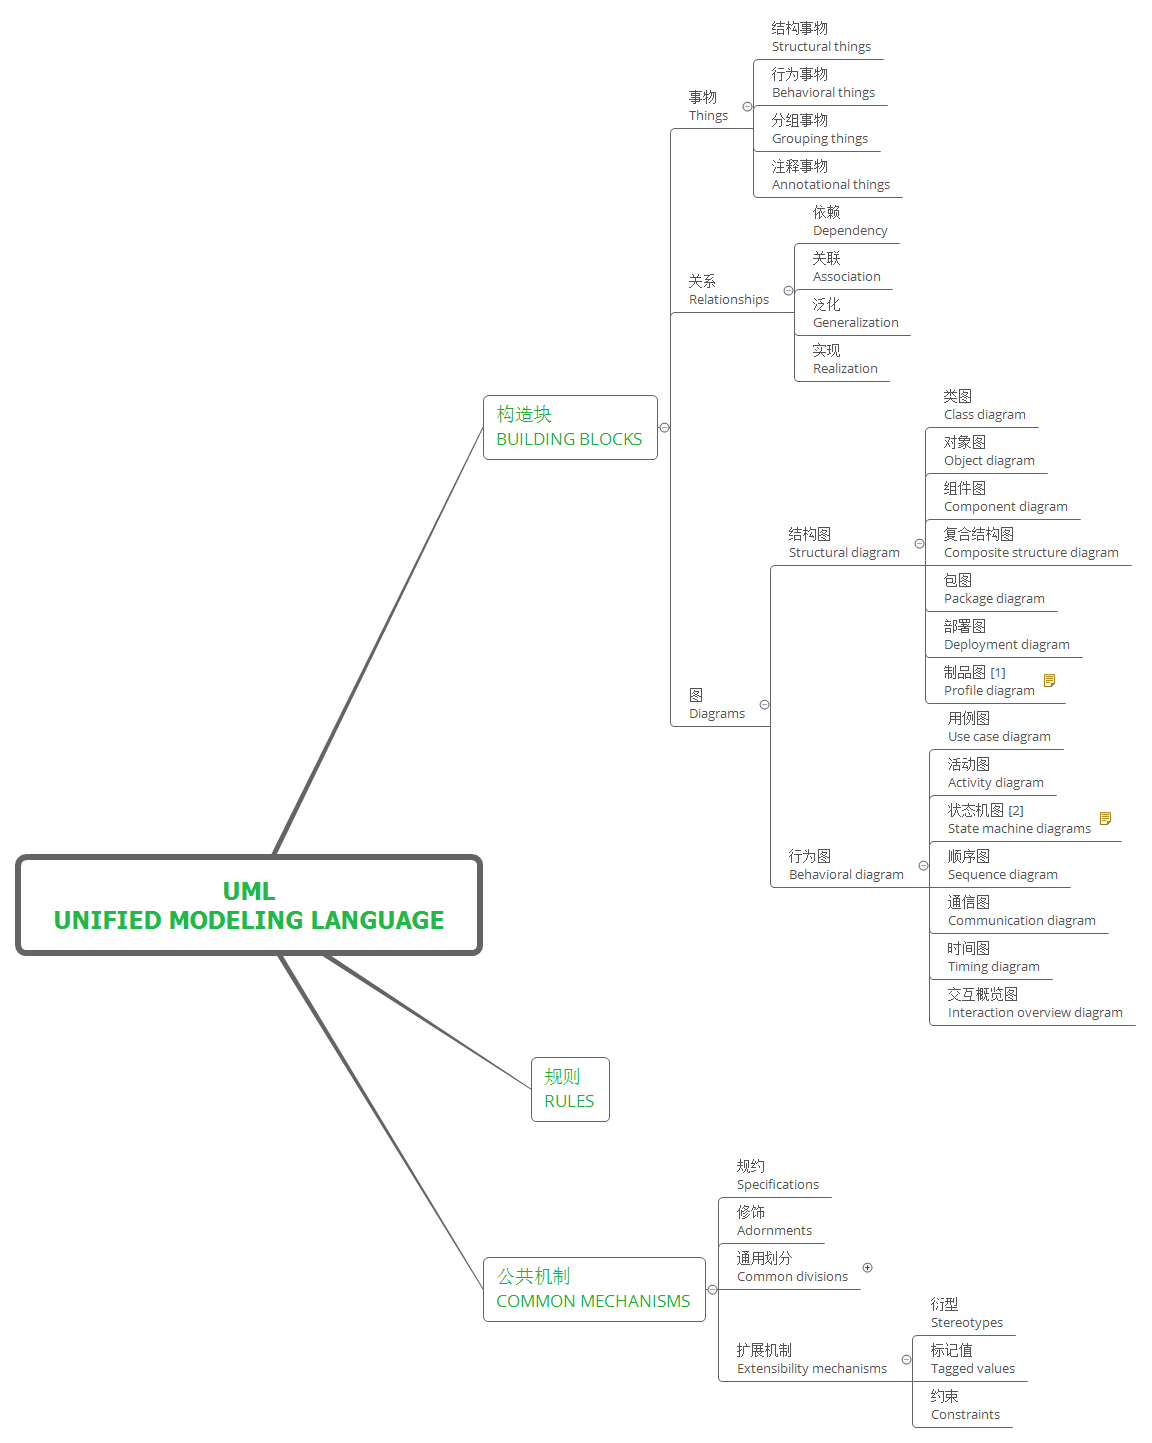 UML
UNIFIED MODELING LANGUAGE
构造块
BUILDING BLOCKS
事物
Things
结构事物
Structural things
行为事物
Behavioral things
分组事物
Grouping things
注释事物
Annotational things
关系
Relationships
依赖
Dependency
关联
Association
泛化
Generalization
实现
Realization
图
Diagrams
结构图
Structural diagram
类图
Class diagram
对象图
Object diagram
组件图
Component diagram
复合结构图
Composite structure diagram
包图
Package diagram
部署图
Deployment diagram
制品图 [1]
Profile diagram
行为图
Behavioral diagram
用例图
Use case diagram
活动图
Activity diagram
状态机图 [2]
State machine diagrams
顺序图
Sequence diagram
通信图
Communication diagram
时间图
Timing diagram
交互概览图
Interaction overview diagram
规则
RULES
公共机制
COMMON MECHANISMS
规约
Specifications
修饰
Adornments
通用划分
Common divisions
扩展机制
Extensibility mechanisms
衍型
Stereotypes
标记值
Tagged values
约束
Constraints